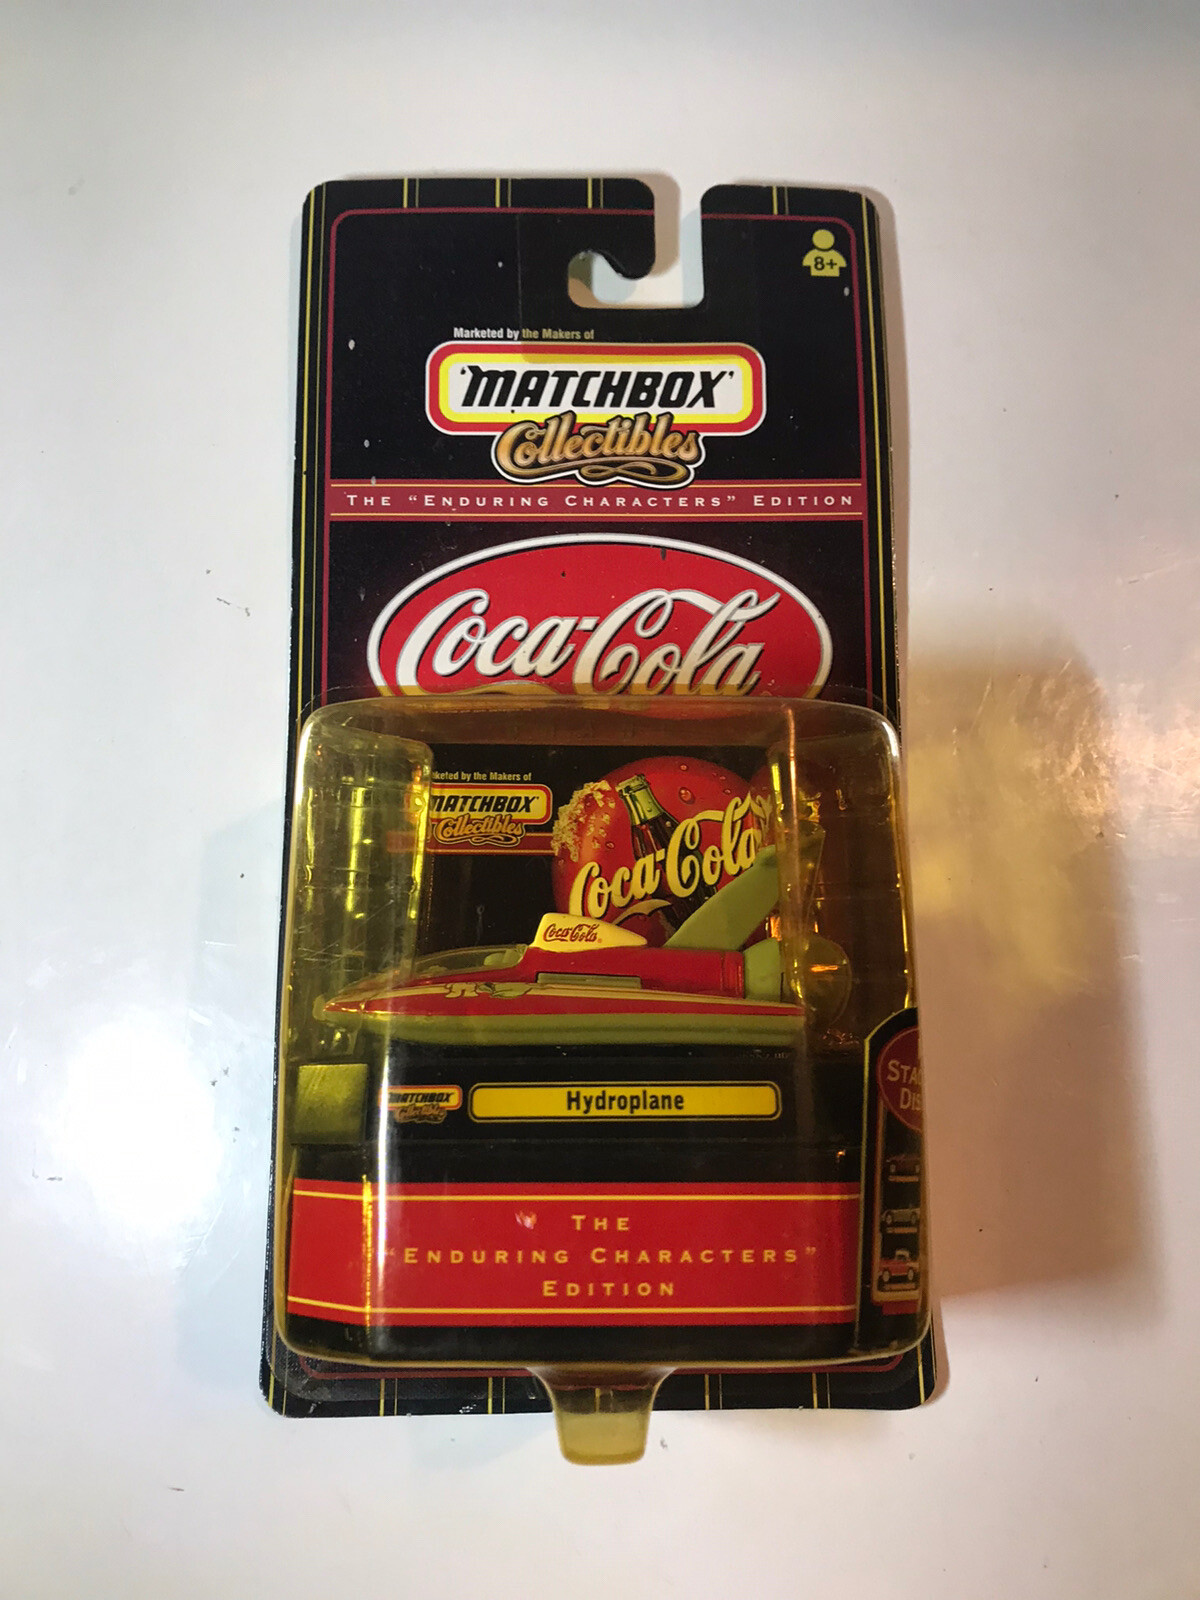 8+
Marketed by the Makers of
'MATCHBOX'
Collectibles
THE "ENDURING CHARACTERS" EDITION
Coca-Cola
by the Makers of
MATCHBOX'
Collectibles
Coca-Cola
Coca-Cola
MATCHBOX
Collectibles
Hydroplane
THE
"ENDURING CHARACTERS"
EDITION